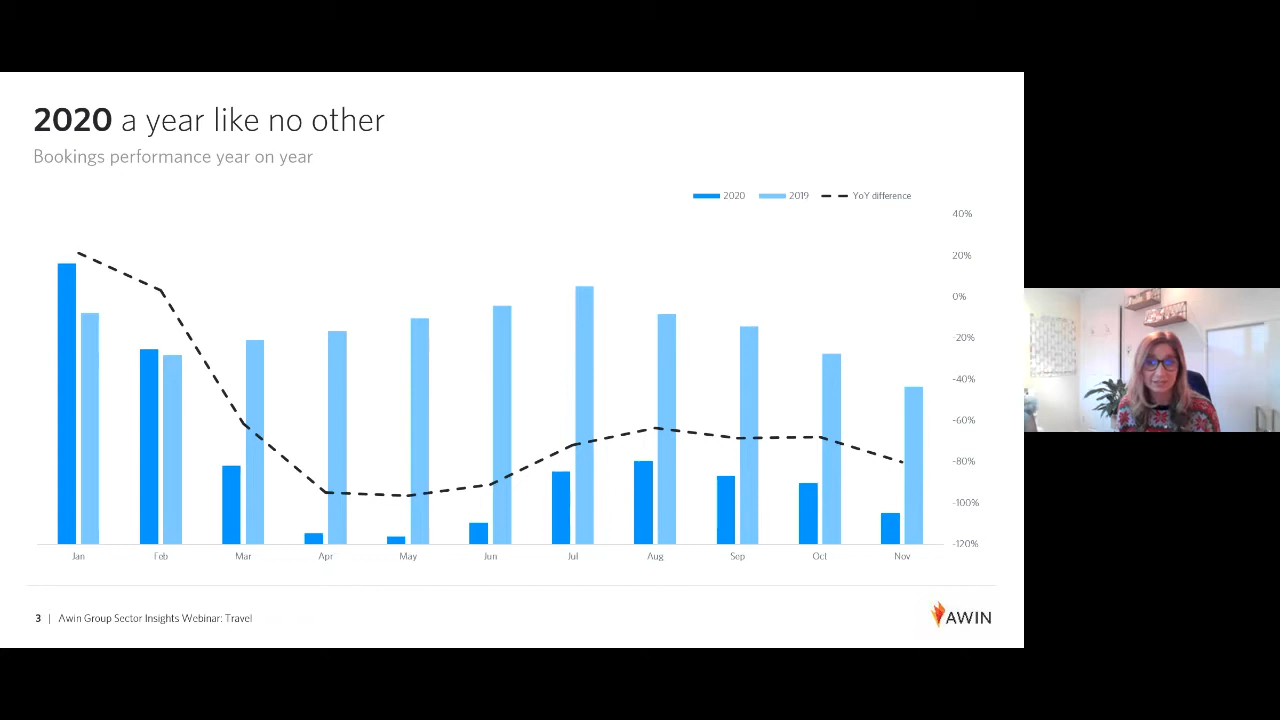 2020 a year like no other
Bookings performance year on year
2020 2019 YoY difference
40%
20%
0%
-20%
-40%
-60%
-80%
-100%
-120%
Jan Feb Mar Apr May Jun Jul Aug Sep Oct Nov
3 | Awin Group Sector Insights Webinar: Travel
AWIN